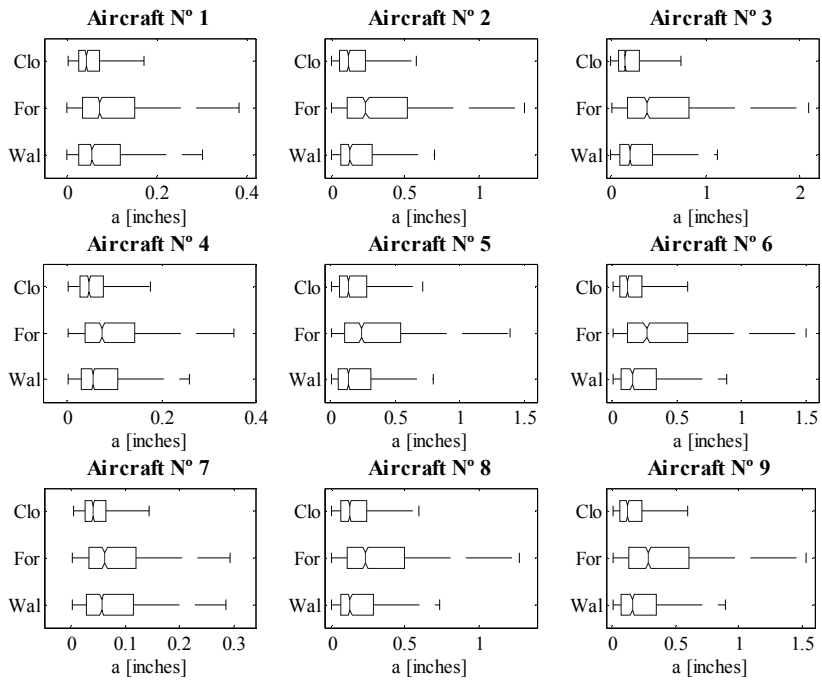 Aircraft Nº 1
Clo
For
Wal
0 0.2 0.4
a [inches]
Aircraft Nº 2
Clo
For
Wal
0 0.5 1
a [inches]
Aircraft Nº 3
Clo
For
Wal
0 1 2
a [inches]
Aircraft Nº 4
Clo
For
Wal
0 0.2 0.4
a [inches]
Aircraft Nº 5
Clo
For
Wal
0 0.5 1 1.5
a [inches]
Aircraft Nº 6
Clo
For
Wal
0 0.5 1 1.5
a [inches]
Aircraft Nº 7
Clo
For
Wal
0 0.1 0.2 0.3
a [inches]
Aircraft Nº 8
Clo
For
Wal
0 0.5 1
a [inches]
Aircraft Nº 9
Clo
For
Wal
0 0.5 1 1.5
a [inches]